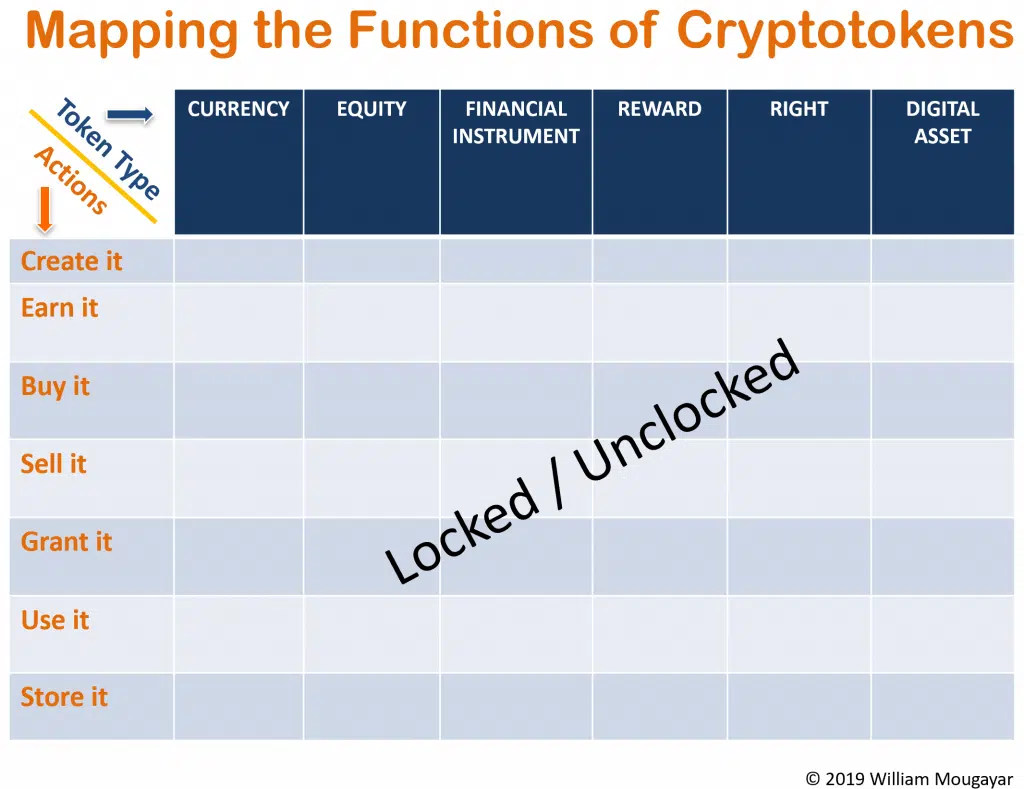 Mapping the Functions of Cryptotokens
Token Type
Actions
CURRENCY
EQUITY
FINANCIAL
INSTRUMENT
REWARD
RIGHT
DIGITAL
ASSET
Create it
Earn it
Buy it
Sell it
Grant it
Use it
Store it
Locked / Unclocked
© 2019 William Mougayar